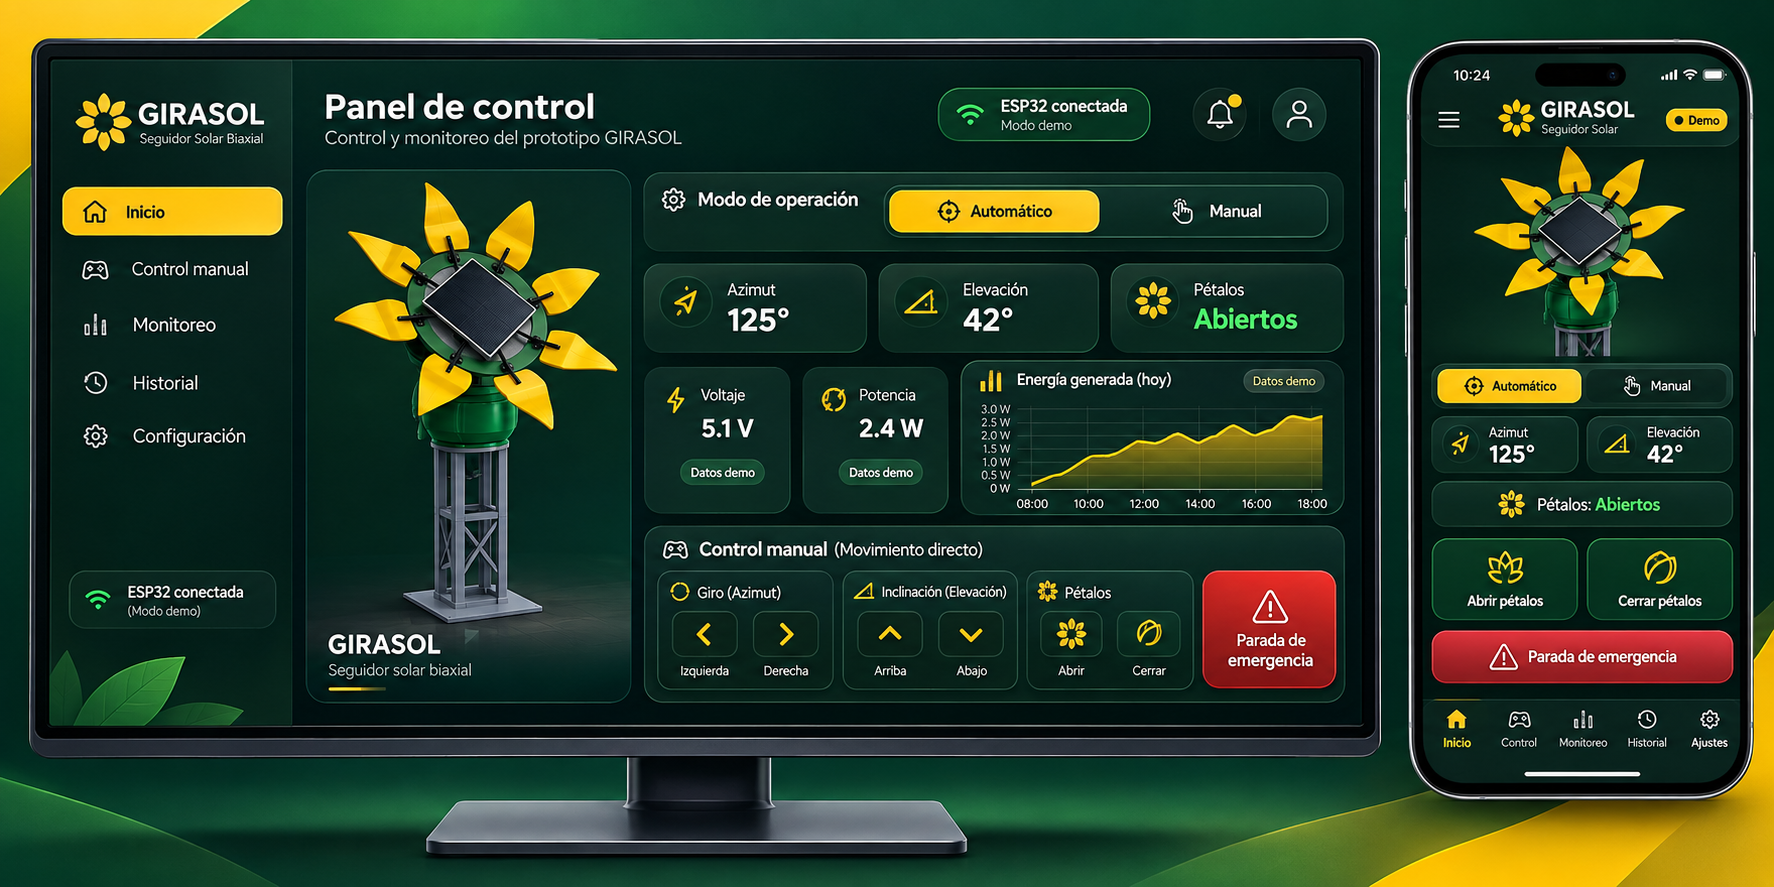 GIRASOL
Seguidor Solar Biaxial
Inicio
Control manual
Monitoreo
Historial
Configuración
ESP32 conectada
(Modo demo)
Panel de control
Control y monitoreo del prototipo GIRASOL
ESP32 conectada
Modo demo
GIRASOL
Seguidor solar biaxial
Modo de operación
Automático
Manual
Azimut
125°
Elevación
42°
Pétalos
Abiertos
Voltaje
5.1 V
Datos demo
Potencia
2.4 W
Datos demo
Energía generada (hoy)
Datos demo
3.0 W
2.5 W
2.0 W
1.5 W
1.0 W
0.5 W
0 W
08:00 10:00 12:00 14:00 16:00 18:00
Control manual (Movimiento directo)
Giro (Azimut)
Izquierda
Derecha
Inclinación (Elevación)
Arriba
Abajo
Pétalos
Abrir
Cerrar
Parada de
emergencia
10:24
GIRASOL
Seguidor Solar
Demo
Automático
Manual
Azimut
125°
Elevación
42°
Pétalos: Abiertos
Abrir pétalos
Cerrar pétalos
Parada de emergencia
Inicio
Control
Monitoreo
Historial
Ajustes